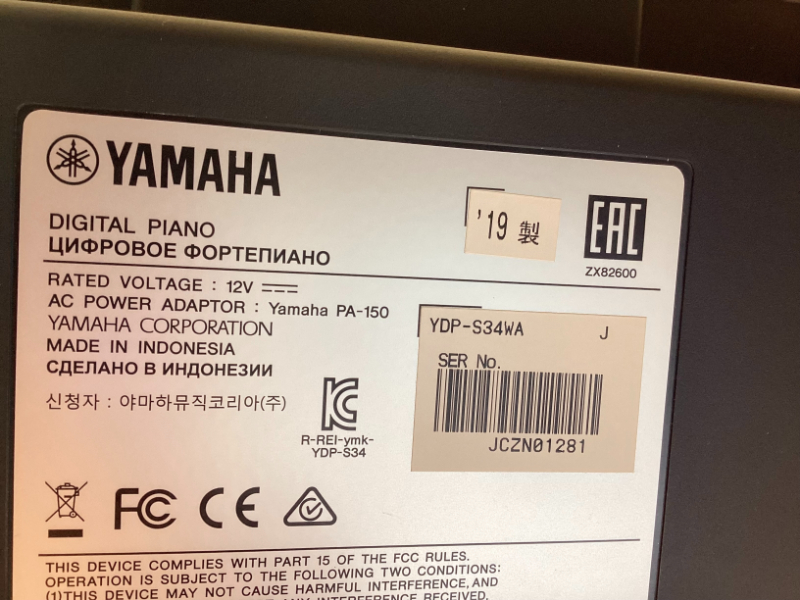 YAMAHA
DIGITAL PIANO
ЦИФРОВОЕ ФОРТЕПИАНО
'19 製
EAC
ZX82600
RATED VOLTAGE : 12V
AC POWER ADAPTOR : Yamaha PA-150
YAMAHA CORPORATION
MADE IN INDONESIA
СДЕЛАНО В ИНДОНЕЗИИ
신청자 : 야마하뮤직코리아(주)
R-REI-ymk-
YDP-S34
YDP-S34WA J
SER No.
JCZN01281
FC CE
THIS DEVICE COMPLIES WITH PART 15 OF THE FCC RULES.
OPERATION IS SUBJECT TO THE FOLLOWING TWO CONDITIONS:
(1)THIS DEVICE MAY NOT CAUSE HARMFUL INTERFERENCE, AND
ANY INTERFERENCE RECEIVED,